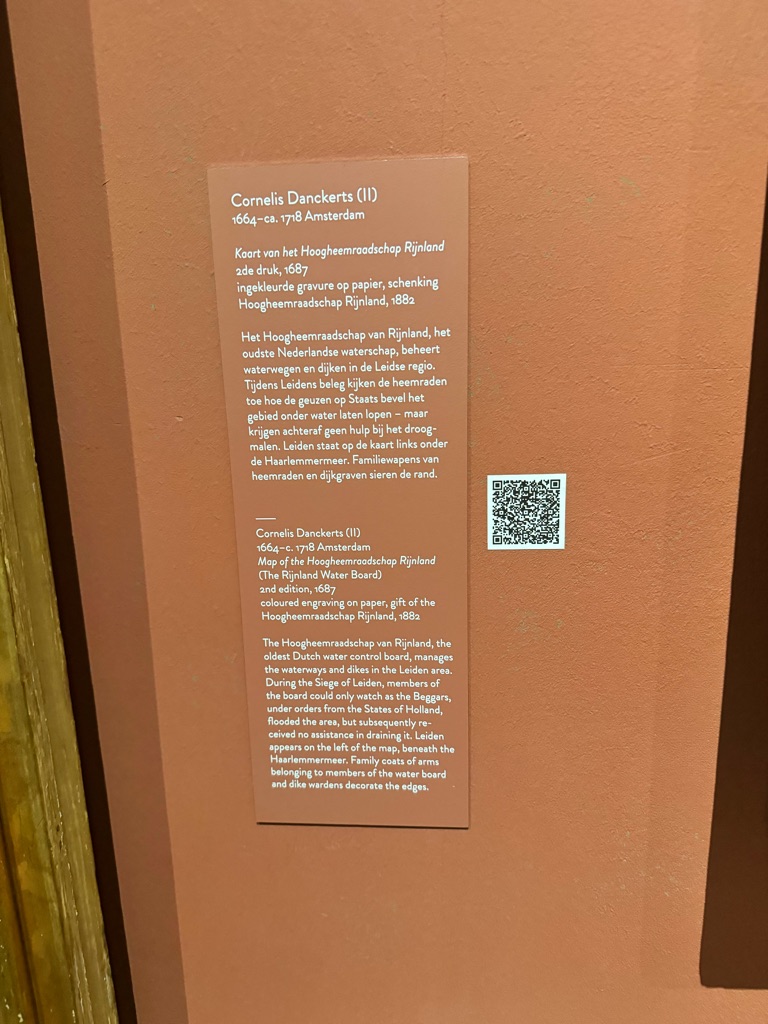 Cornelis Danckerts (II)
1664–ca. 1718 Amsterdam
Kaart van het Hoogheemraadschap Rijnland
2de druk, 1687
ingekleurde gravure op papier, schenking
Hoogheemraadschap Rijnland, 1882
Het Hoogheemraadschap van Rijnland, het
oudste Nederlandse waterschap, beheert
waterwegen en dijken in de Leidse regio.
Tijdens Leidens beleg kijken de heemraden
toe hoe de geuzen op Staats bevel het
gebied onder water laten lopen – maar
krijgen achteraf geen hulp bij het droog-
malen. Leiden staat op de kaart links onder
de Haarlemmermeer. Familiewapens van
heemraden en dijkgraven sieren de rand.
Cornelis Danckerts (II)
1664–c. 1718 Amsterdam
Map of the Hoogheemraadschap Rijnland
(The Rijnland Water Board)
2nd edition, 1687
coloured engraving on paper, gift of the
Hoogheemraadschap Rijnland, 1882
The Hoogheemraadschap van Rijnland, the
oldest Dutch water control board, manages
the waterways and dikes in the Leiden area.
During the Siege of Leiden, members of
the board could only watch as the Beggars,
under orders from the States of Holland,
flooded the area, but subsequently re-
ceived no assistance in draining it. Leiden
appears on the left of the map, beneath the
Haarlemmermeer. Family coats of arms
belonging to members of the water board
and dike wardens decorate the edges.